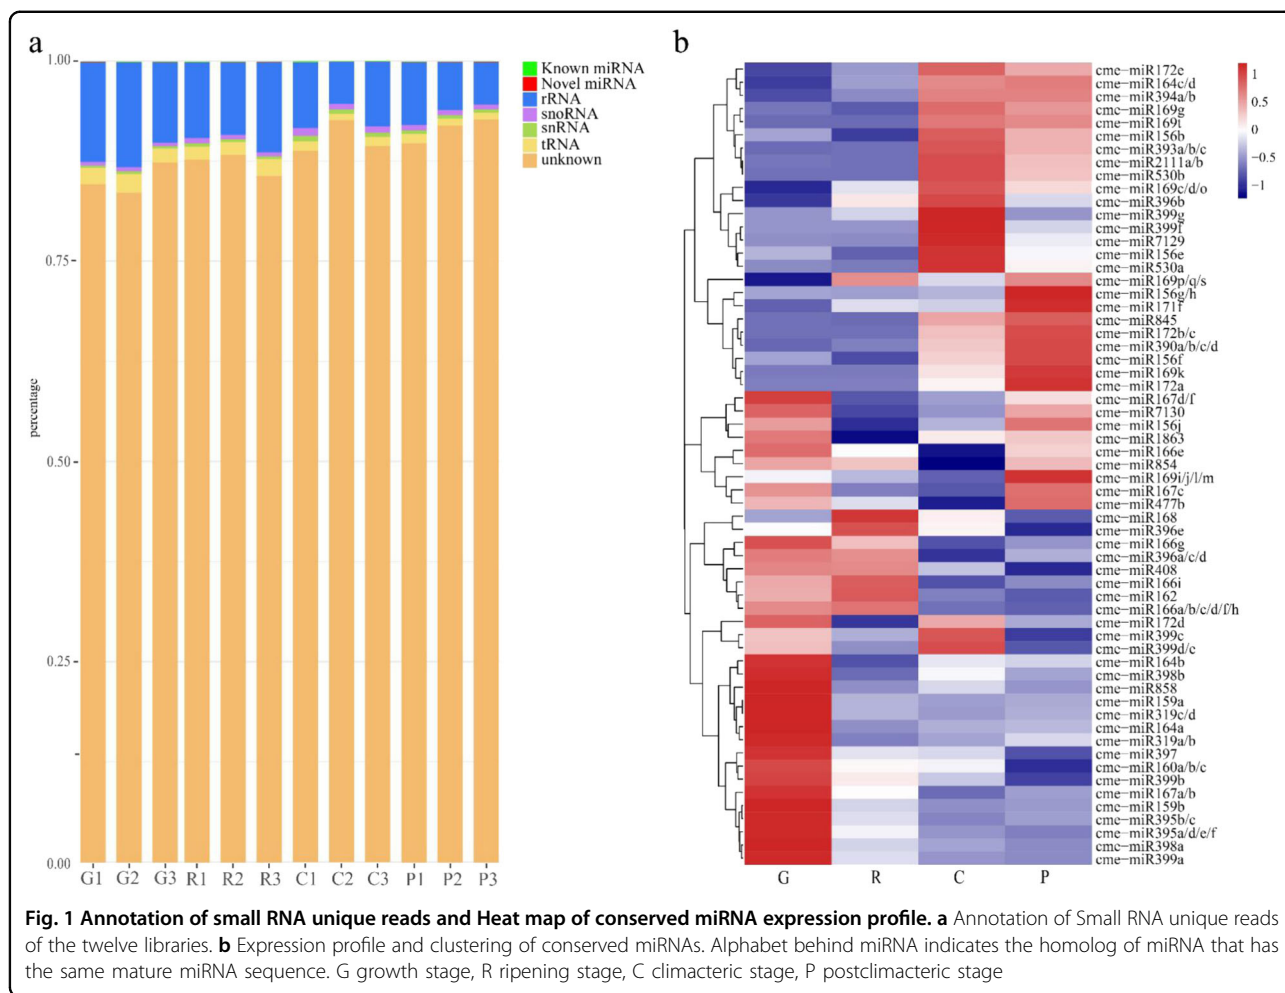 a
1.00
0.75
0.50
0.25
0.00
percentage
G1 G2 G3 R1 R2 R3 C1 C2 C3 P1 P2 P3
Known miRNA
Novel miRNA
rRNA
snoRNA
snRNA
tRNA
unknown
b
cme-miR172e
cme-miR164c/d
cme-miR394a/b
cme-miR169g
cme-miR169t
cme-miR156b
cme-miR393a/b/c
cme-miR2111a/b
cme-miR530b
cme-miR169c/d/o
cme-miR396b
cme-miR399g
cme-miR399f
cme-miR7129
cme-miR156e
cme-miR530a
cme-miR169p/q/s
cme-miR156g/h
cme-miR171f
cme-miR845
cme-miR172b/c
cme-miR390a/b/c/d
cme-miR156f
cme-miR169k
cme-miR172a
cme-miR167d/f
cme-miR7130
cme-miR156j
cme-miR1863
cme-miR166e
cme-miR854
cme-miR169i/j/l/m
cme-miR167c
cme-miR477b
cme-miR168
cme-miR396e
cme-miR166g
cme-miR396a/c/d
cme-miR408
cme-miR166i
cme-miR162
cme-miR166a/b/c/d/f/h
cme-miR172d
cme-miR399c
cme-miR399d/e
cme-miR164b
cme-miR398b
cme-miR858
cme-miR159a
cme-miR319c/d
cme-miR164a
cme-miR319a/b
cme-miR397
cme-miR160a/b/c
cme-miR399b
cme-miR167a/b
cme-miR159b
cme-miR395b/c
cme-miR395a/d/e/f
cme-miR398a
cme-miR399a
G R C P
1
0.5
0
-0.5
-1
Fig. 1 Annotation of small RNA unique reads and Heat map of conserved miRNA expression profile. a Annotation of Small RNA unique reads
of the twelve libraries. b Expression profile and clustering of conserved miRNAs. Alphabet behind miRNA indicates the homolog of miRNA that has
the same mature miRNA sequence. G growth stage, R ripening stage, C climacteric stage, P postclimacteric stage